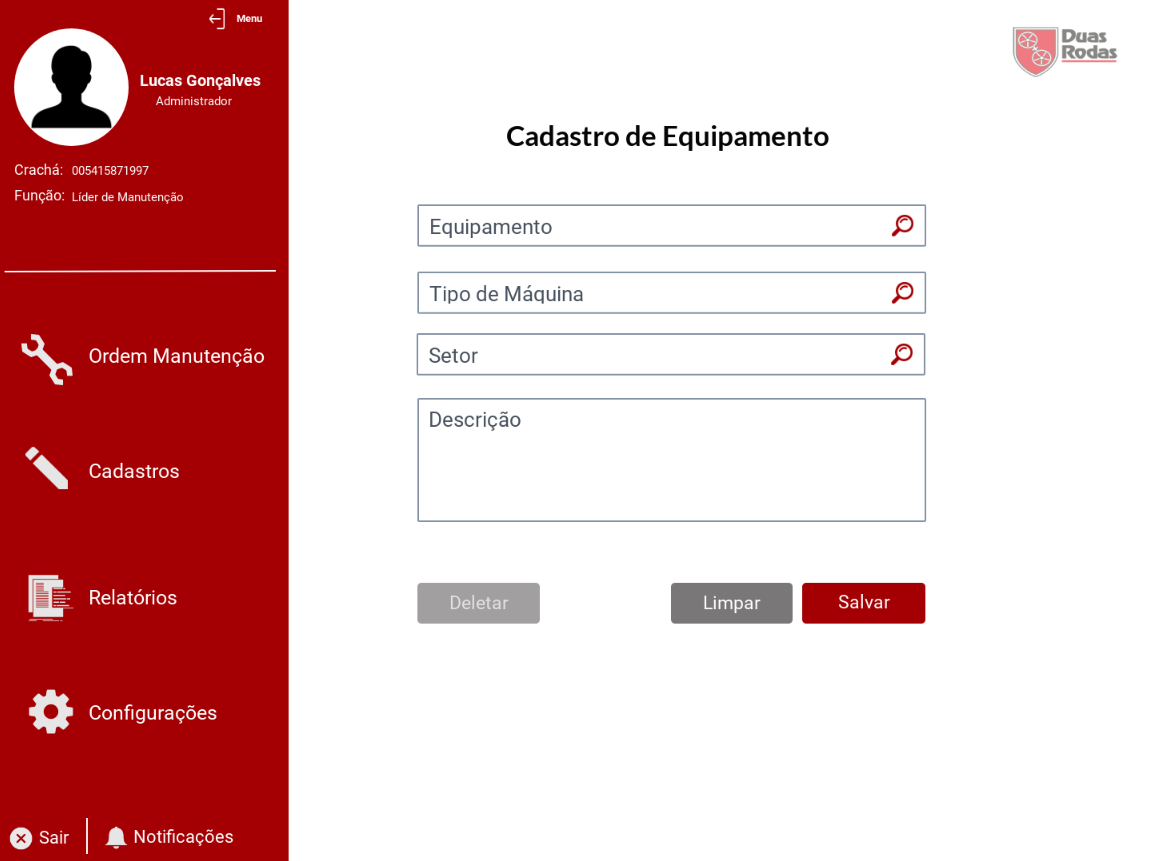 Menu
Lucas Gonçalves
Administrador
Crachá: 005415871997
Função: Líder de Manutenção
Ordem Manutenção
Cadastros
Relatórios
Configurações
Sair
Notificações
Duas
Rodas
Cadastro de Equipamento
Equipamento
Tipo de Máquina
Setor
Descrição
Deletar
Limpar
Salvar